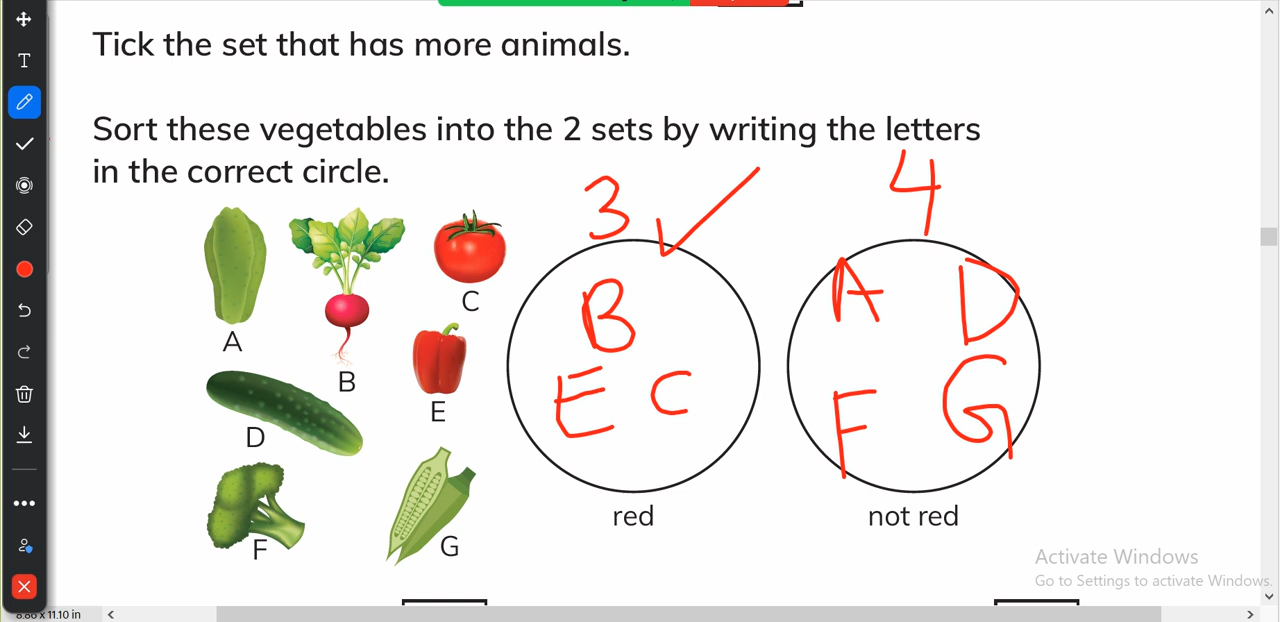 Tick the set that has more animals.
Sort these vegetables into the 2 sets by writing the letters
in the correct circle.
3
4
A
B
C
D
E
F
G
B
E C
A D
F G
red
not red
Activate Windows
Go to Settings to activate Windows.
8.66 x 11.10 in
T